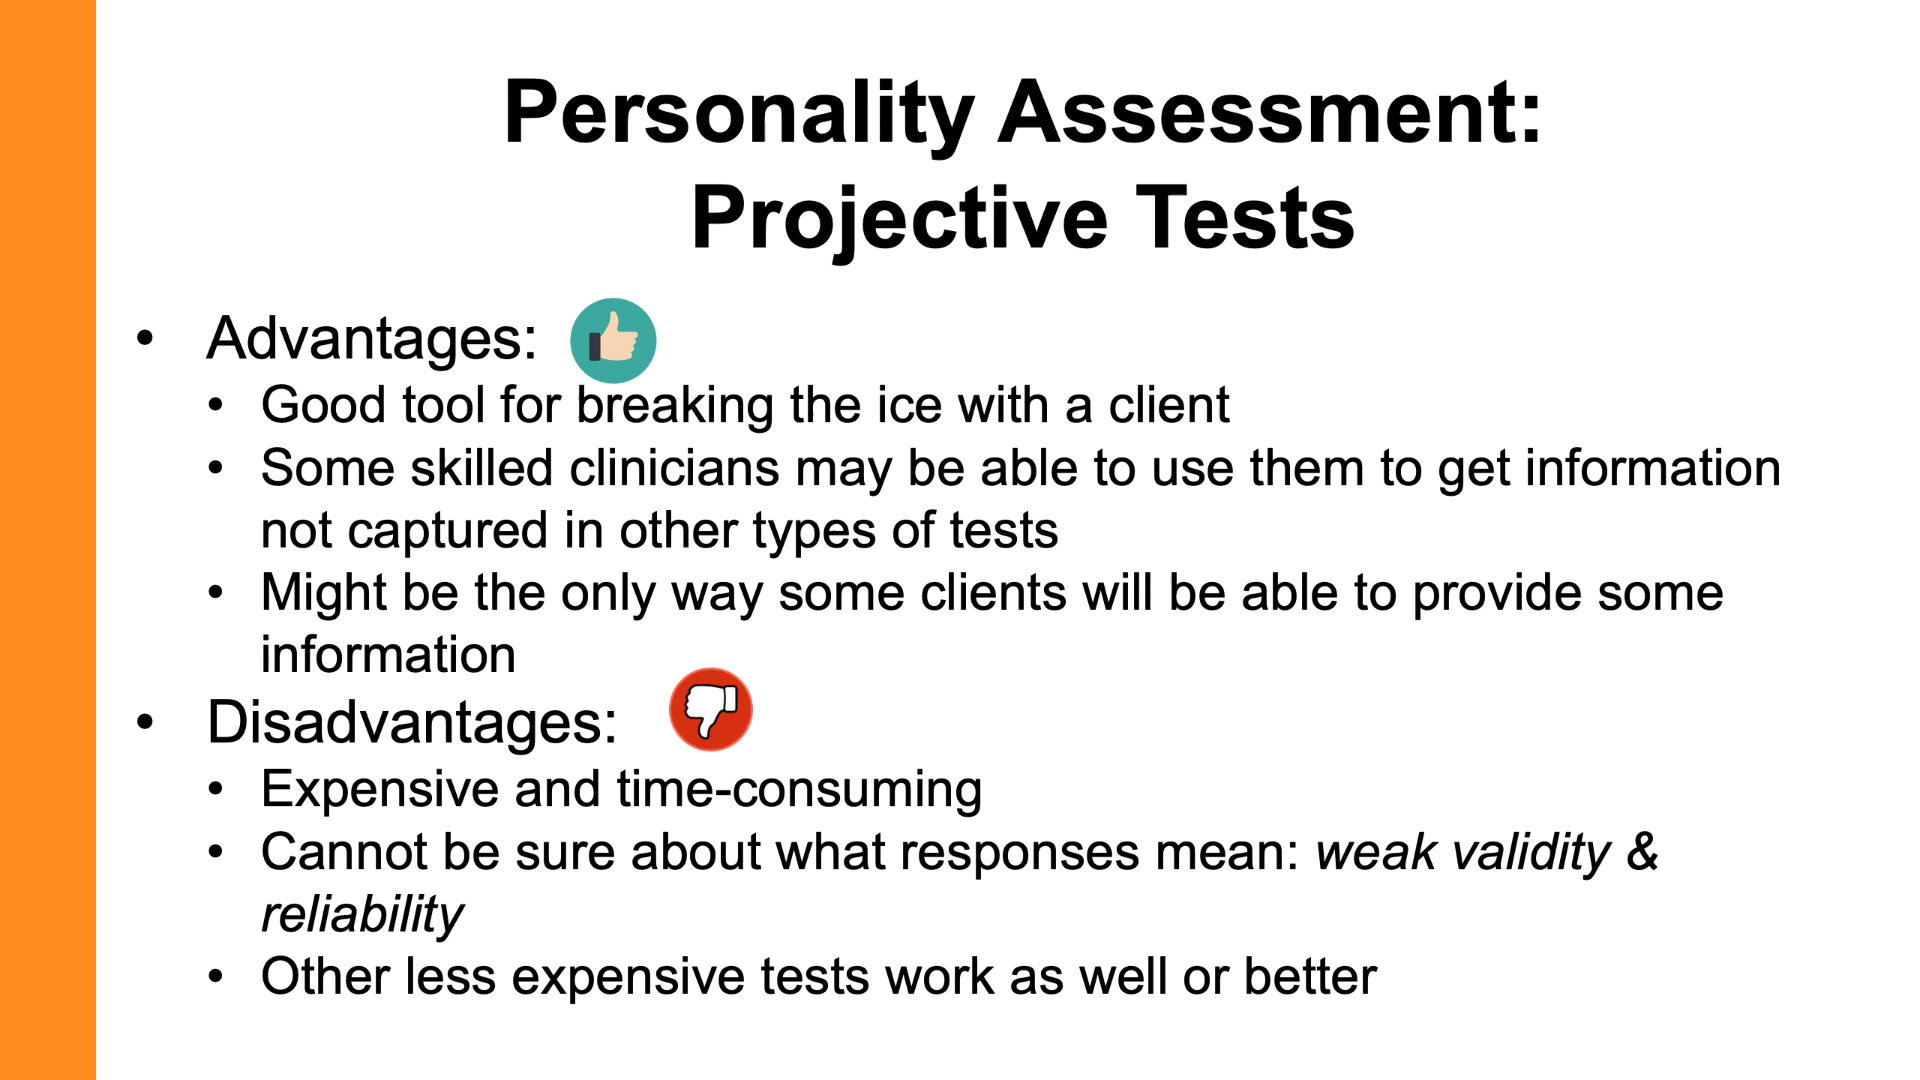 Personality Assessment:
Projective Tests
• Advantages:
• Good tool for breaking the ice with a client
• Some skilled clinicians may be able to use them to get information
not captured in other types of tests
• Might be the only way some clients will be able to provide some
information
• Disadvantages:
• Expensive and time-consuming
• Cannot be sure about what responses mean: weak validity &
reliability
• Other less expensive tests work as well or better